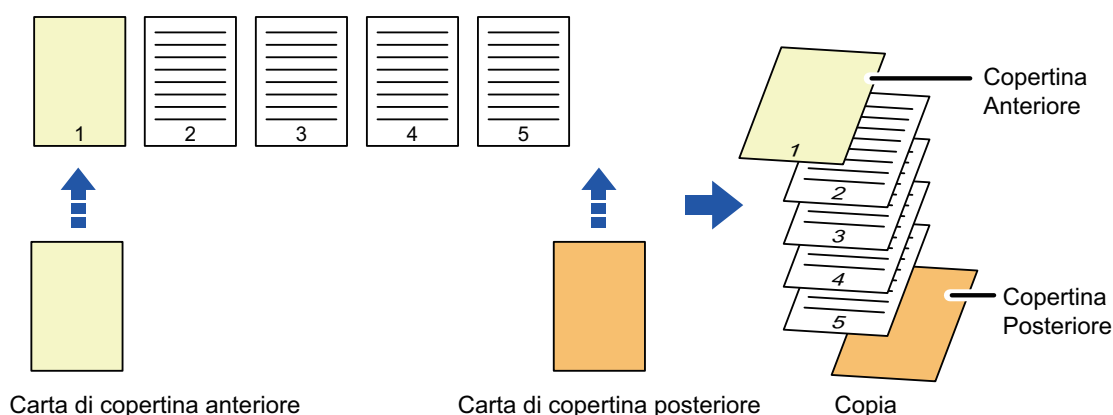 1
2
3
4
5
Carta di copertina anteriore
Carta di copertina posteriore
Copertina
Anteriore
1
2
3
4
5
Copertina
Posteriore
Copia